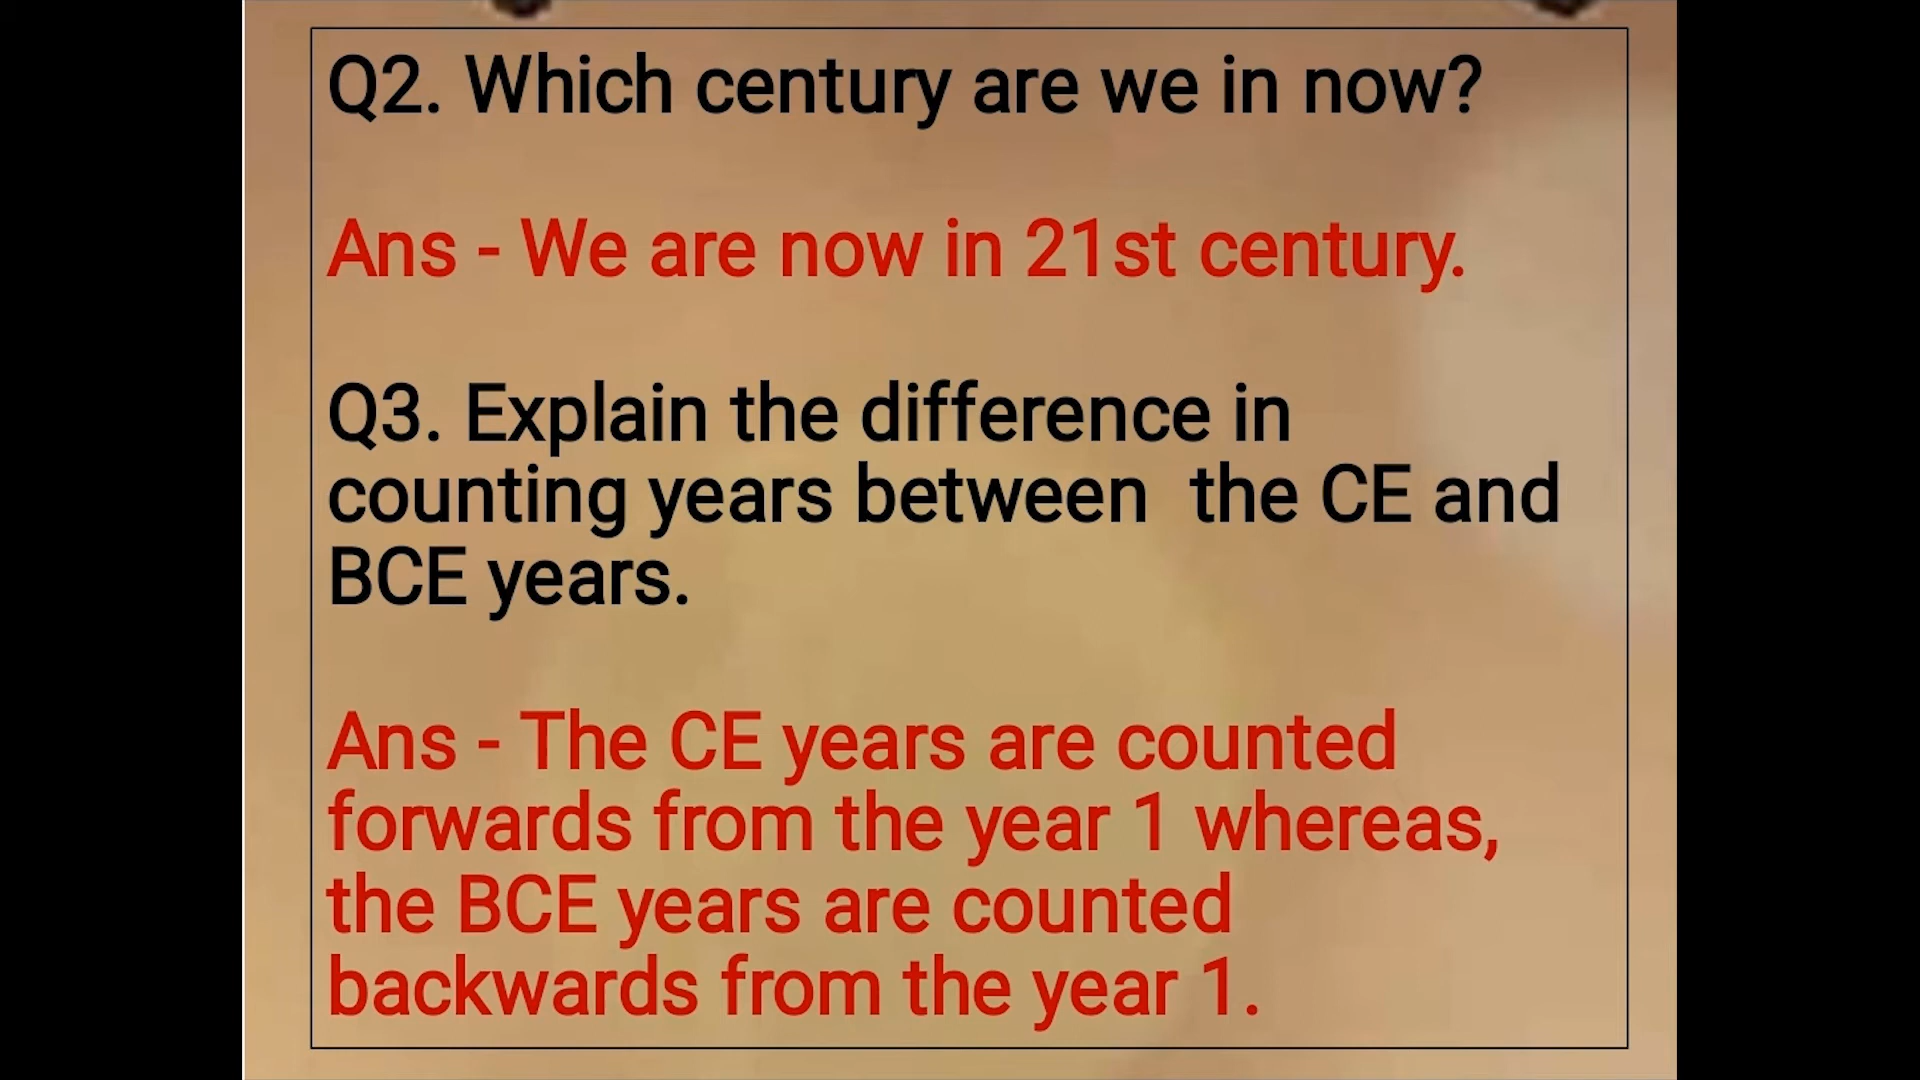 Q2. Which century are we in now?
Ans - We are now in 21st century.
Q3. Explain the difference in
counting years between  the CE and
BCE years.
Ans - The CE years are counted
forwards from the year 1 whereas,
the BCE years are counted
backwards from the year 1.